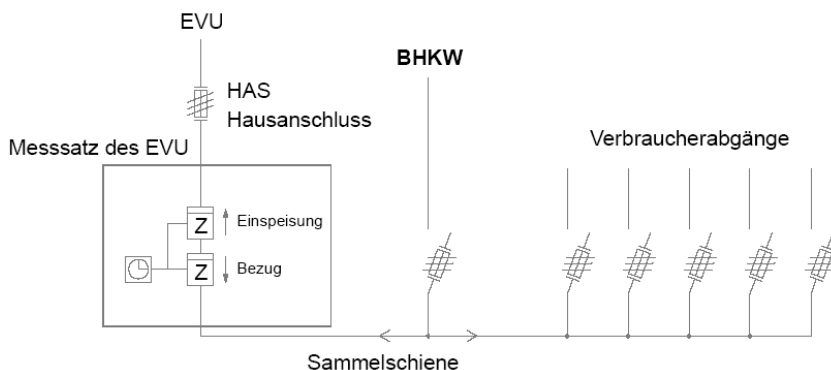 EVU
BHKW
HAS
Hausanschluss
Messsatz des EVU
Verbraucherabgänge
Z
Einspeisung
Z
Bezug
Sammelschiene